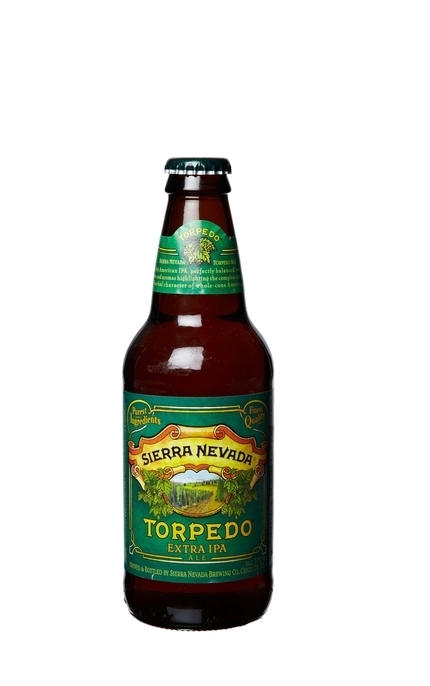 TORPEDO
SIERRA NEVADA TORPEDO
American IPA, perfectly balanced
and aromas highlighting the complex
character of whole-cone
Purest Ingredients
Finest Quality
SIERRA NEVADA
TORPEDO
EXTRA IPA
ALE
BREWED & BOTTLED BY SIERRA NEVADA BREWING CO.